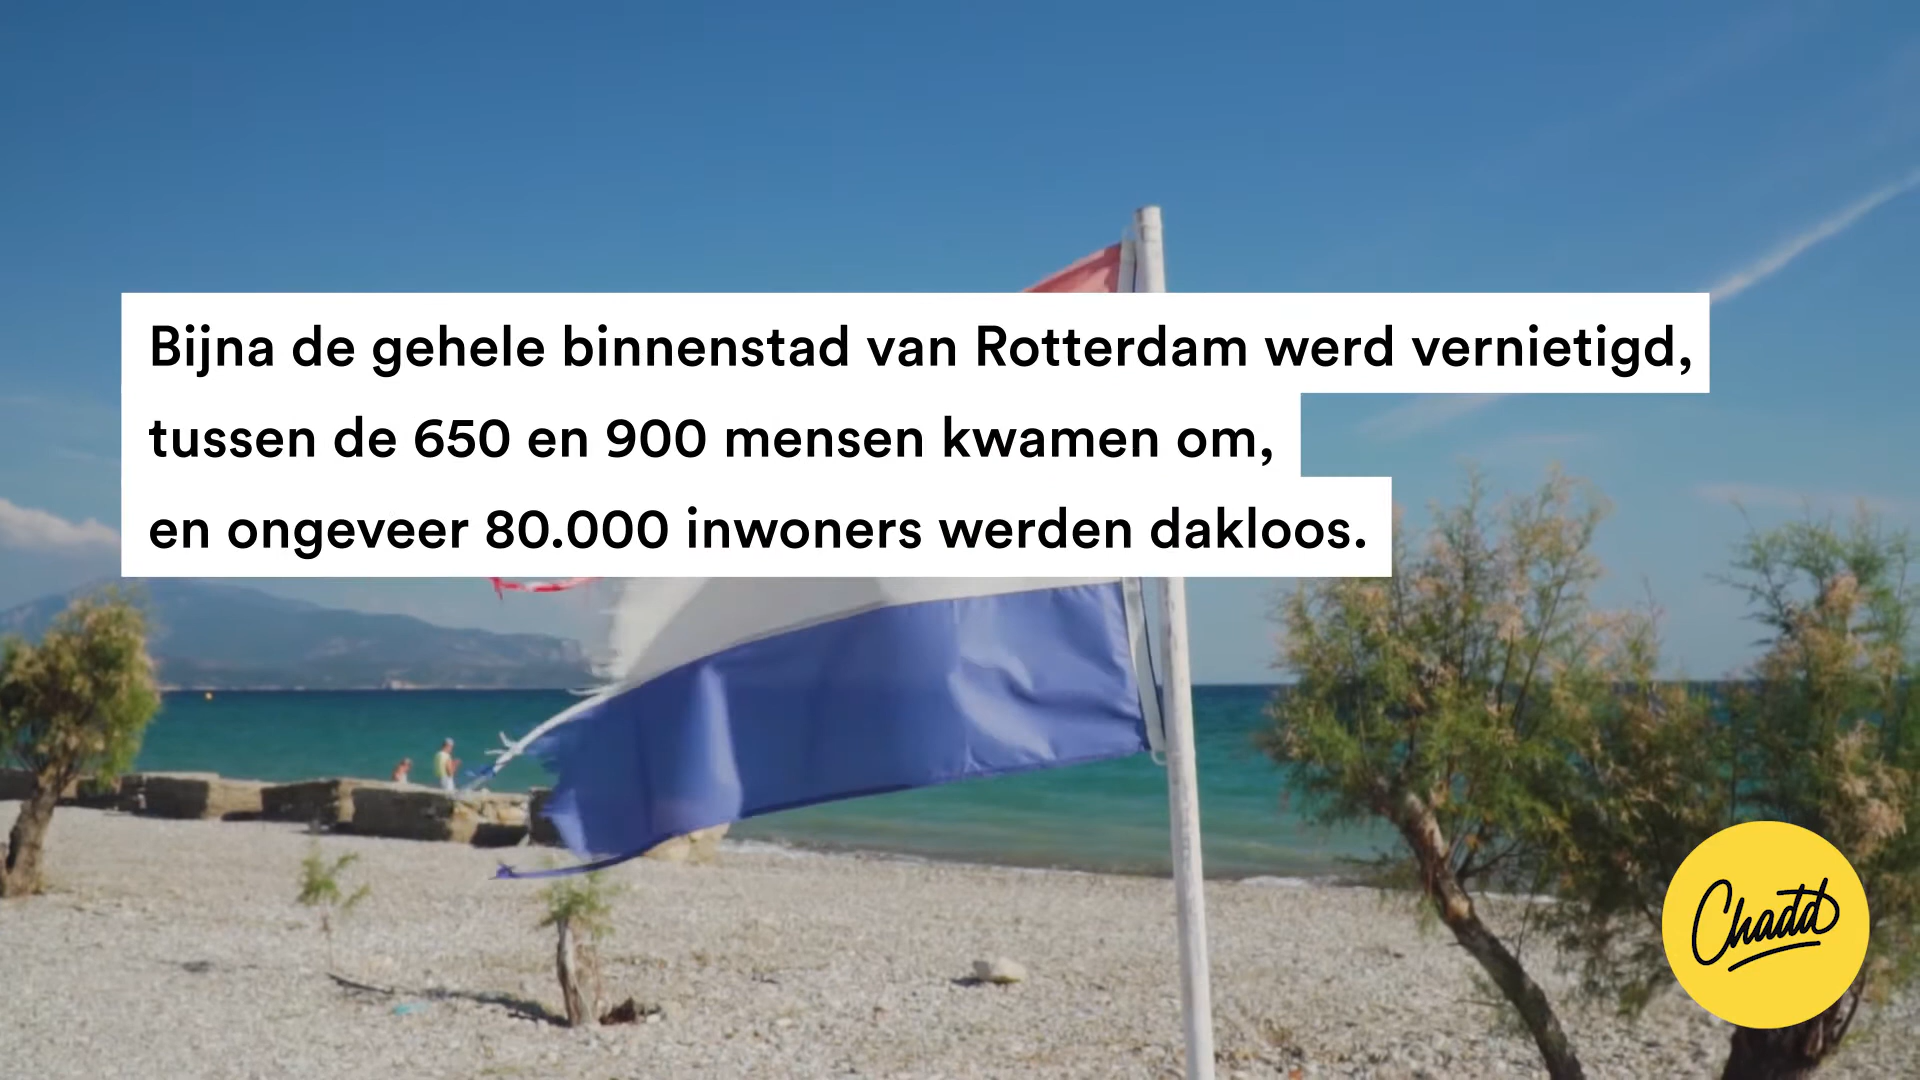 Bijna de gehele binnenstad van Rotterdam werd vernietigd,
tussen de 650 en 900 mensen kwamen om,
en ongeveer 80.000 inwoners werden dakloos.
Chadd